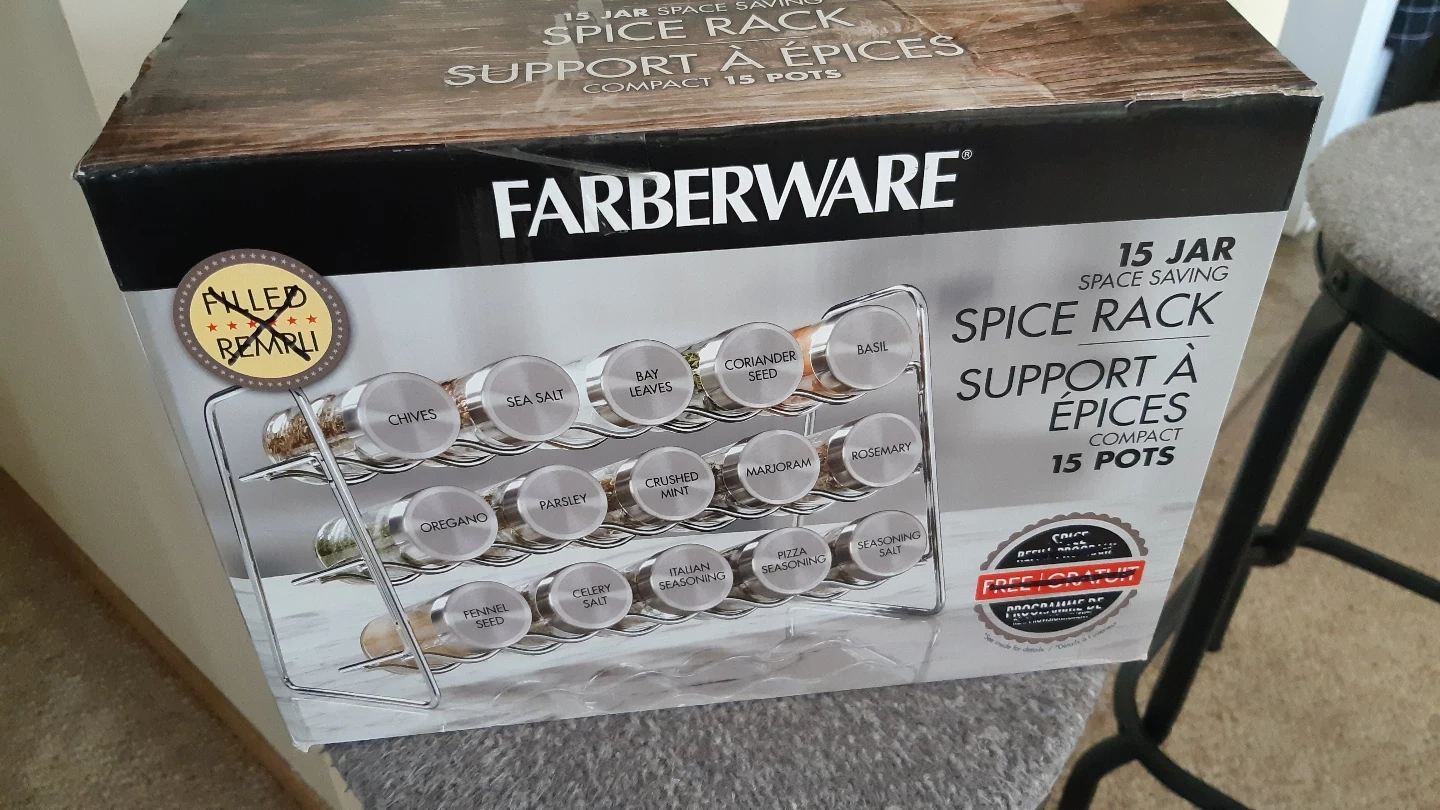 15 JAR SPACE SAVING
SPICE RACK
SUPPORT À ÉPICES
COMPACT 15 POTS
FARBERWARE®
FILLED
REMPLI
15 JAR
SPACE SAVING
SPICE RACK
SUPPORT À
ÉPICES
COMPACT
15 POTS
CHIVES
SEA SALT
BAY
LEAVES
CORIANDER
SEED
BASIL
OREGANO
PARSLEY
CRUSHED
MINT
MARJORAM
ROSEMARY
FENNEL
SEED
CELERY
SALT
ITALIAN
SEASONING
PIZZA
SEASONING
SEASONING
SALT
SPICE
REFILL PROGRAM
FREE | GRATUIT
PROGRAMME DE